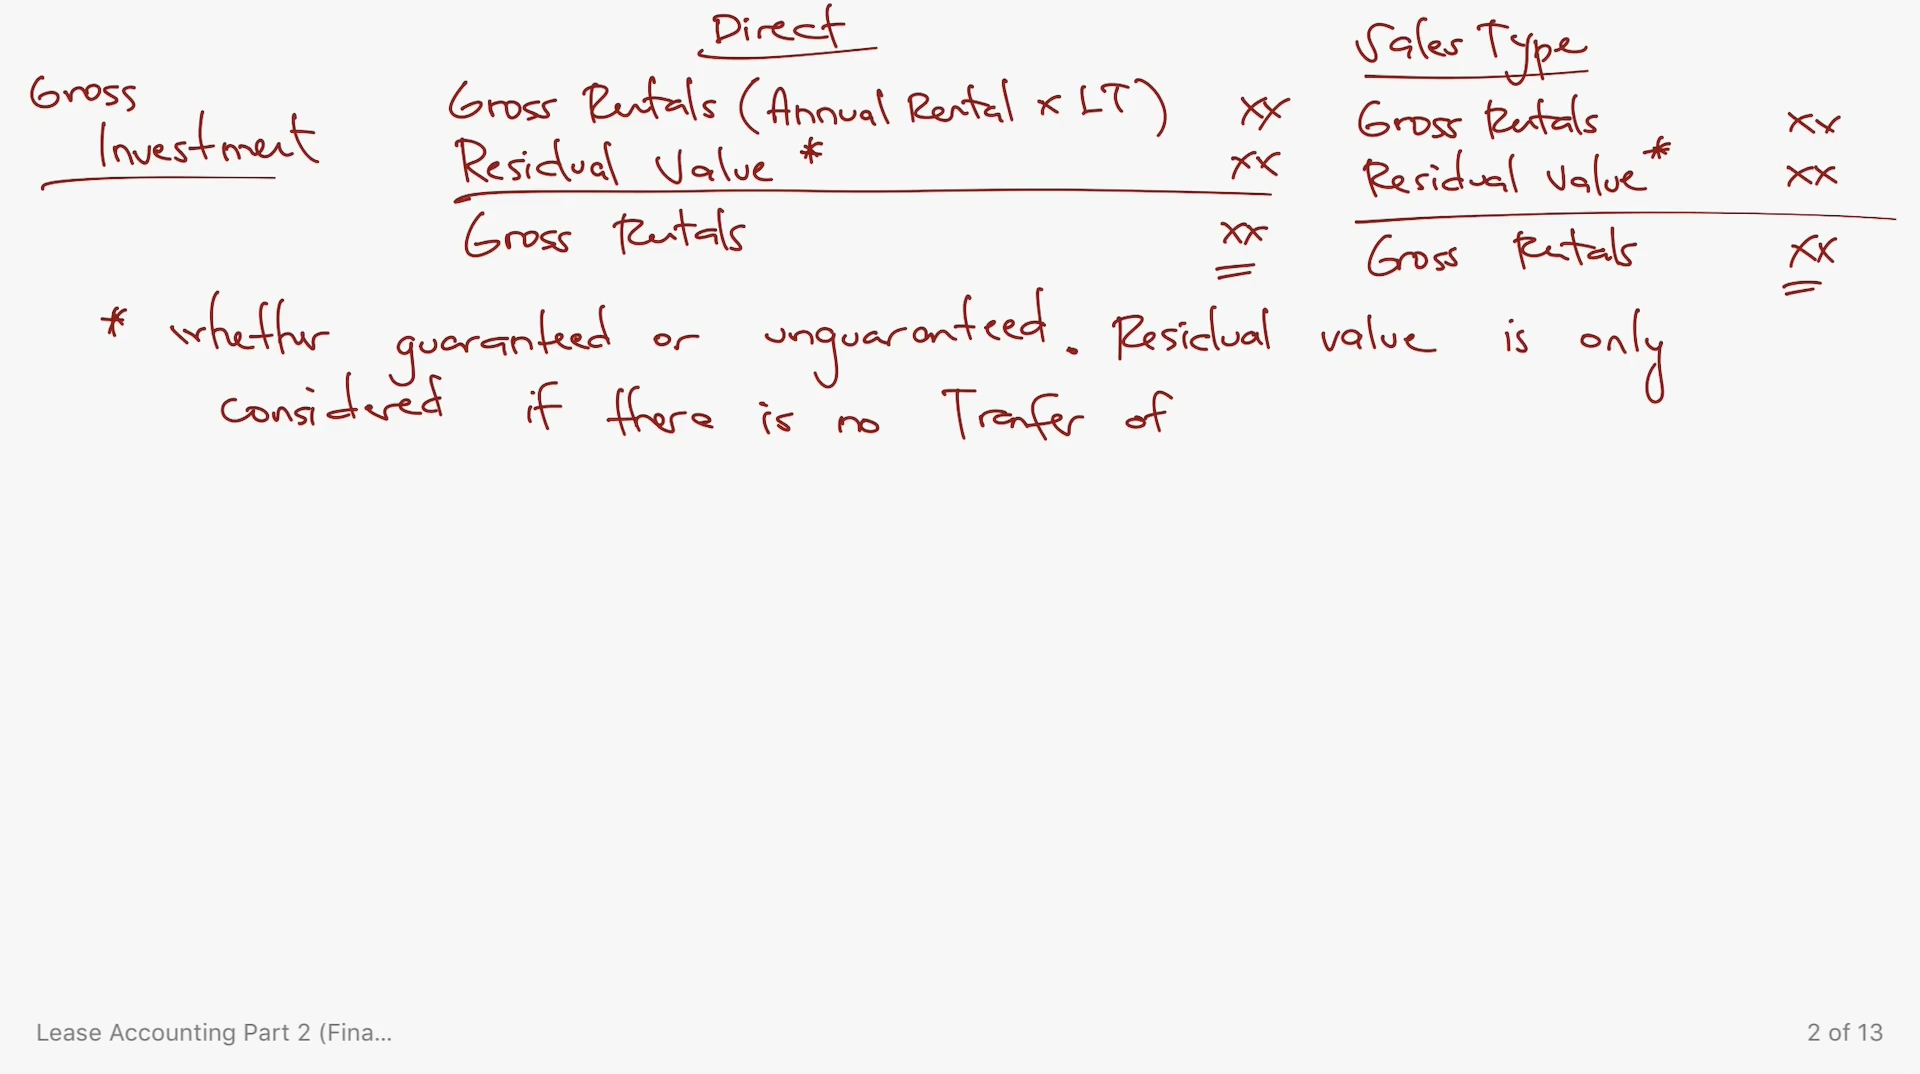 Direct
Sales Type
Gross
Investment
Gross Rentals (Annual Rental x LT) xx
Residual Value * xx
Gross Rentals xx
Gross Rentals xx
Residual Value * xx
Gross Rentals xx
* whether guaranteed or unguaranteed. Residual value is only
considered if there is no Tranfer of
Lease Accounting Part 2 (Fina...
2 of 13